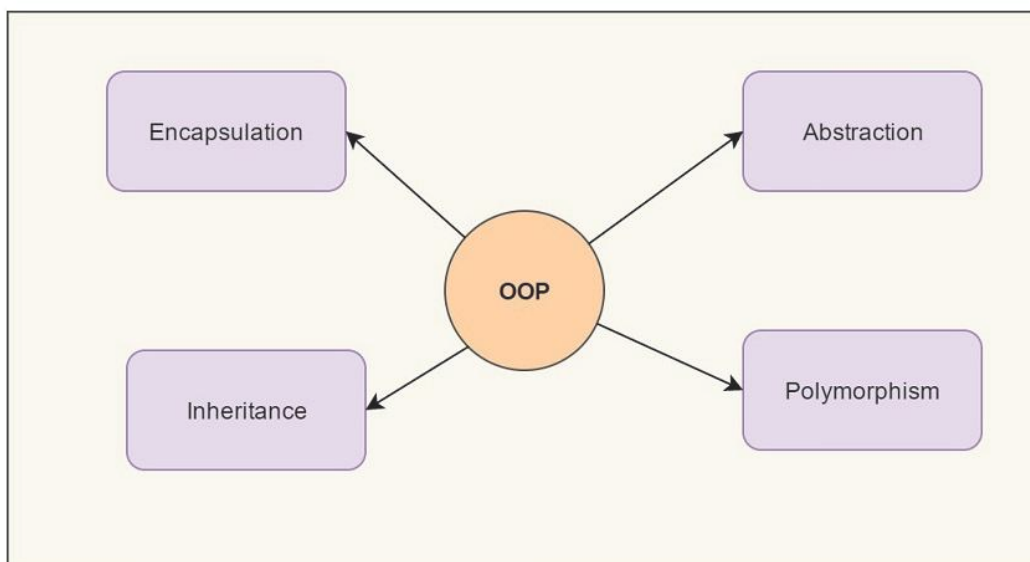 Encapsulation
Abstraction
OOP
Inheritance
Polymorphism